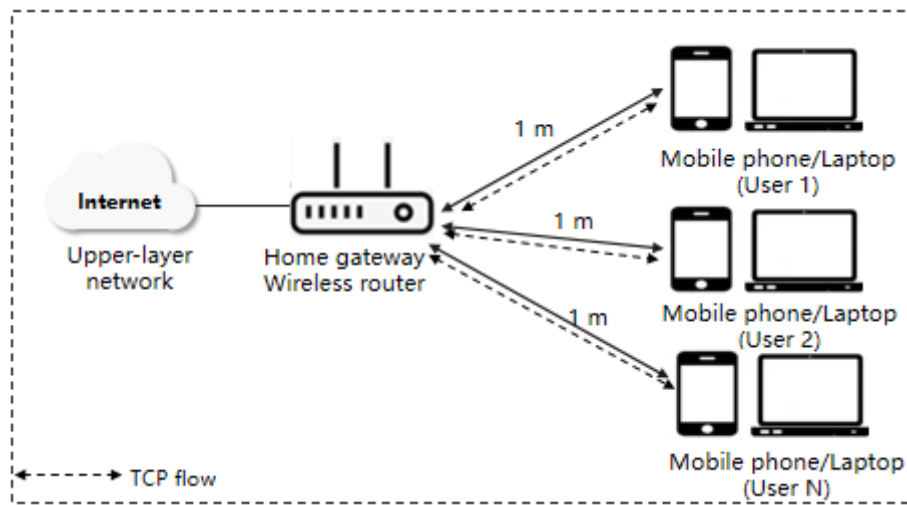 Internet
Upper-layer
network
Home gateway
Wireless router
1 m
Mobile phone/Laptop
(User 1)
1 m
Mobile phone/Laptop
(User 2)
1 m
Mobile phone/Laptop
(User N)
TCP flow